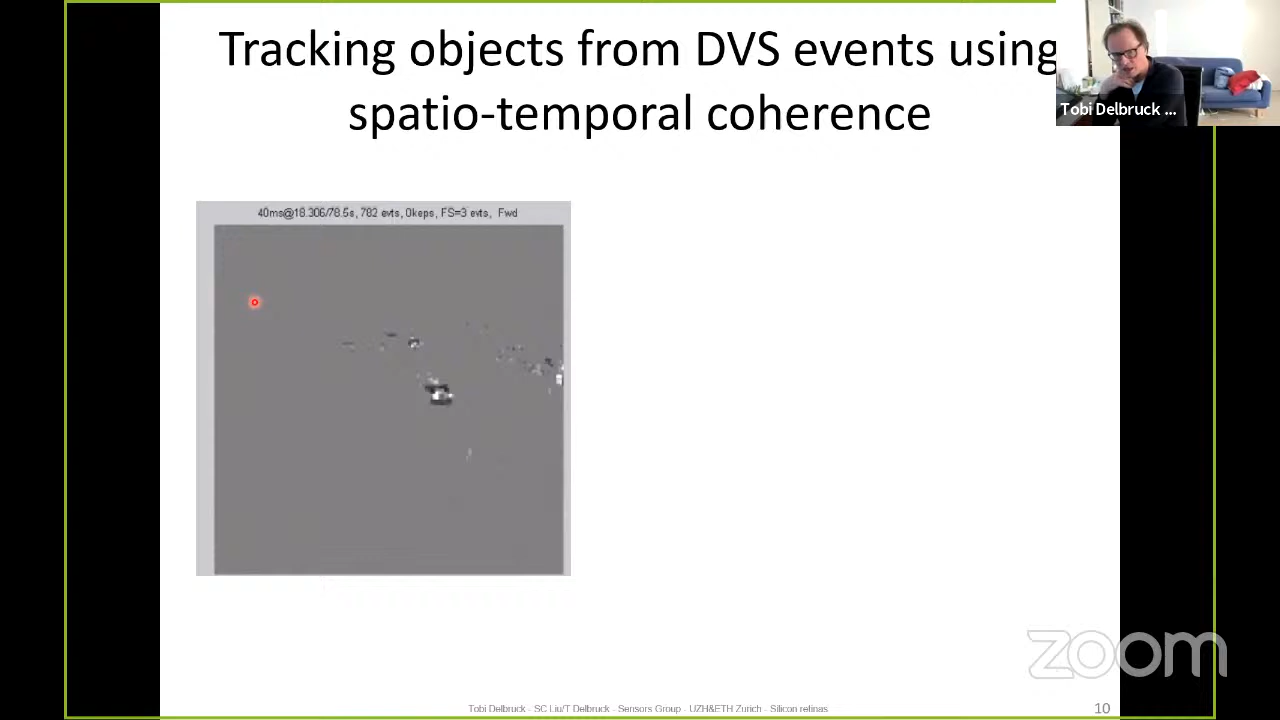 Tracking objects from DVS events using
spatio-temporal coherence
Tobi Delbruck ...
40ms@18.306/78.5s, 782 evts, 0keps, FS=3 evts, Fwd
zoom
Tobi Delbruck - SC Liu/T Delbruck - Sensors Group - UZH&ETH Zurich - Silicon retinas
10